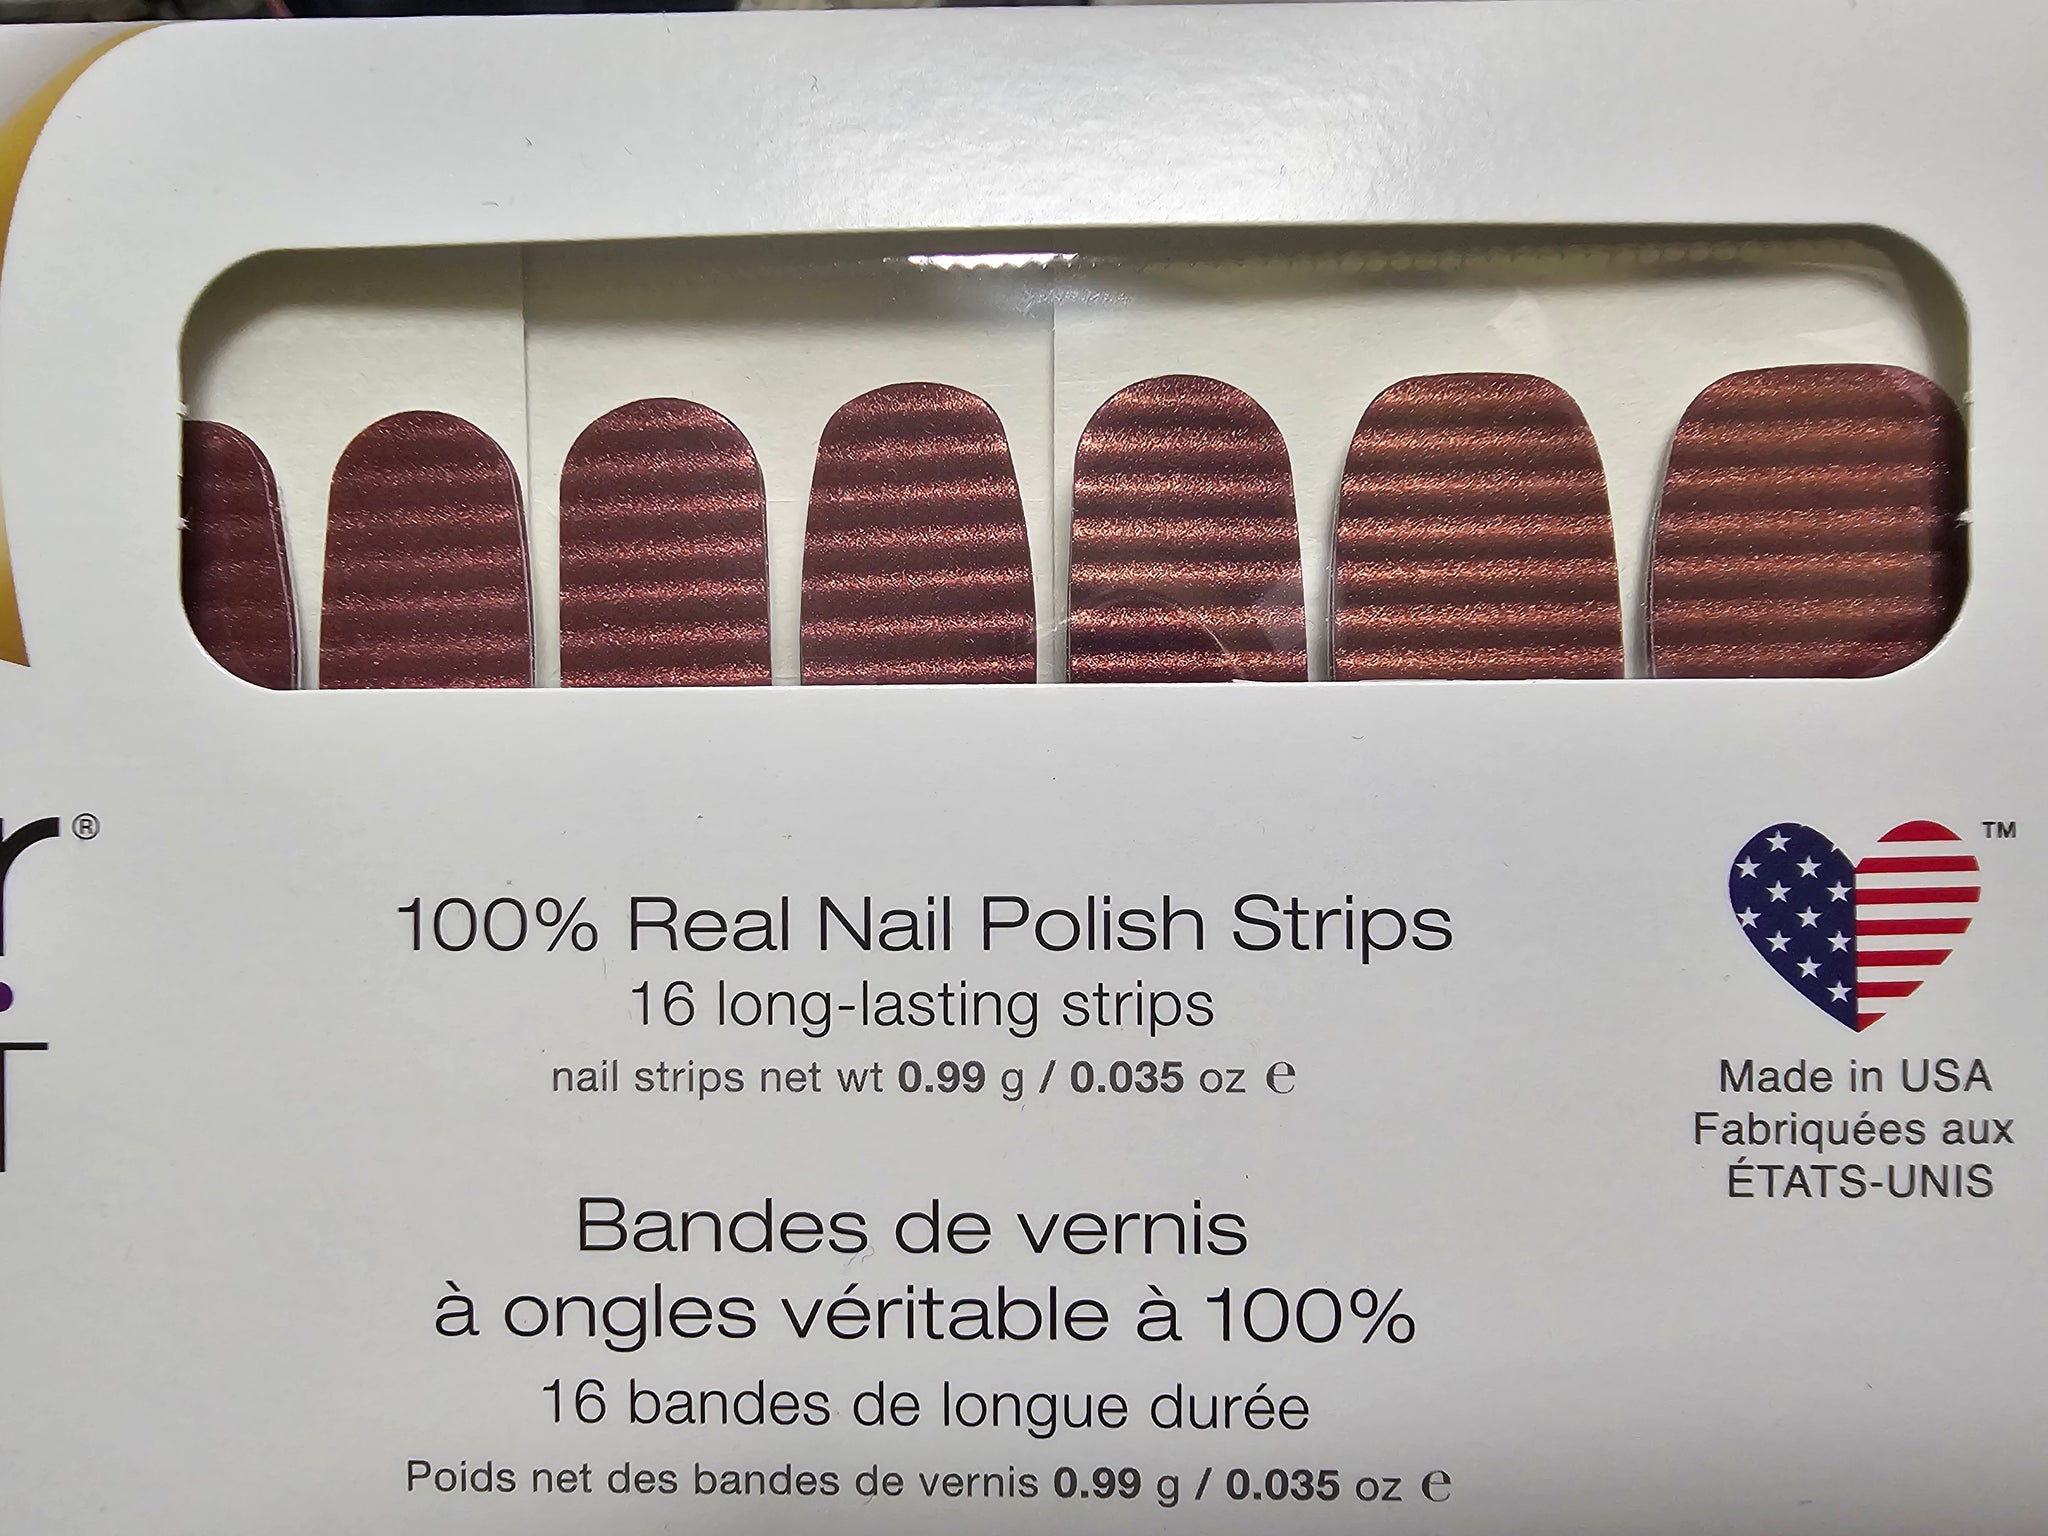 r®
T
100% Real Nail Polish Strips
16 long-lasting strips
nail strips net wt 0.99 g / 0.035 oz ℮
Bandes de vernis
à ongles véritable à 100%
16 bandes de longue durée
Poids net des bandes de vernis 0.99 g / 0.035 oz ℮
TM
Made in USA
Fabriquées aux
ÉTATS-UNIS